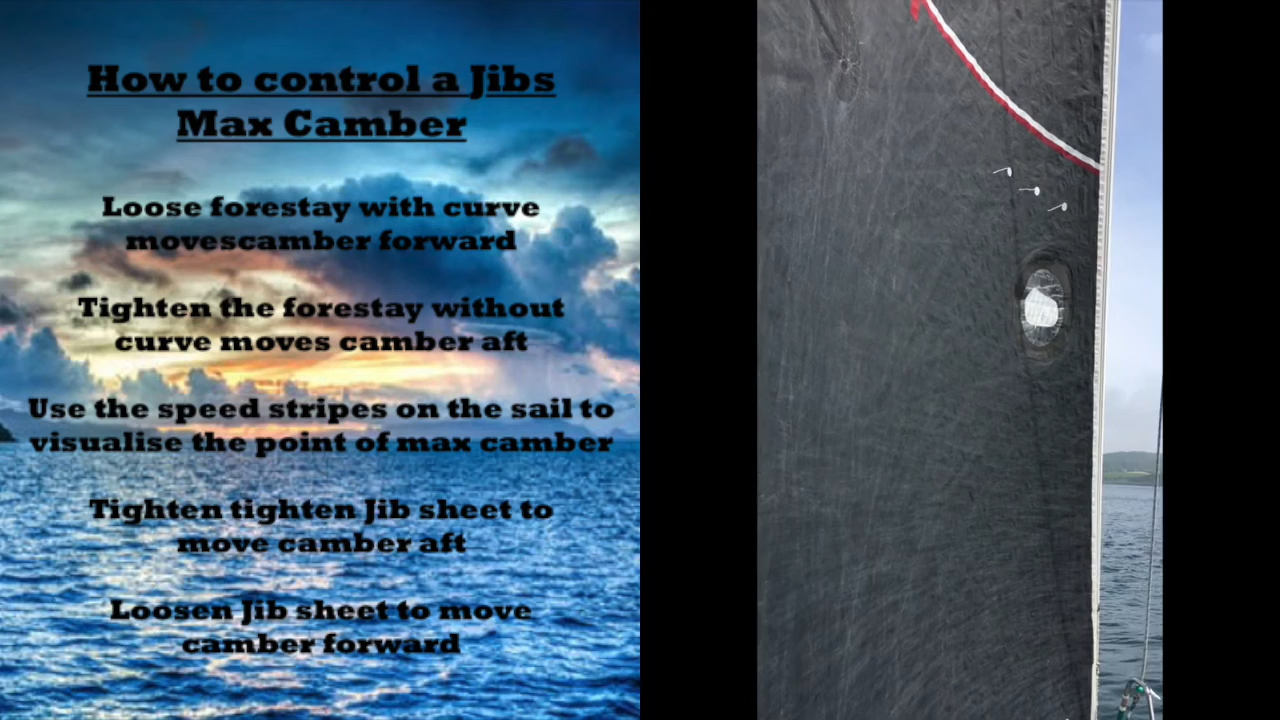 How to control a Jibs
Max Camber
Loose forestay with curve
movescamber forward
Tighten the forestay without
curve moves camber aft
Use the speed stripes on the sail to
visualise the point of max camber
Tighten tighten Jib sheet to
move camber aft
Loosen Jib sheet to move
camber forward